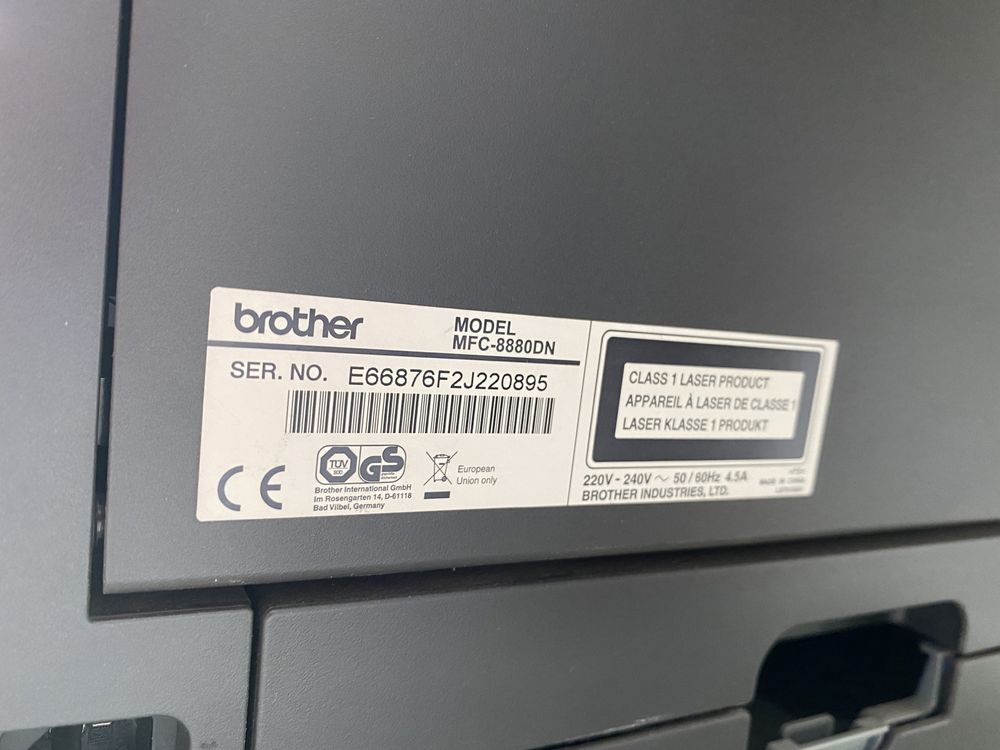 brother
MODEL
MFC-8880DN
SER. NO. E66876F2J220895
TÜV
GS
Brother International GmbH
Im Rosengarten 14, D-61118
Bad Vilbel, Germany
CE
European
Union only
CLASS 1 LASER PRODUCT
APPAREIL À LASER DE CLASSE 1
LASER KLASSE 1 PRODUKT
220V - 240V ~ 50 / 60Hz 4.5A
BROTHER INDUSTRIES, LTD.
MADE IN CHINA